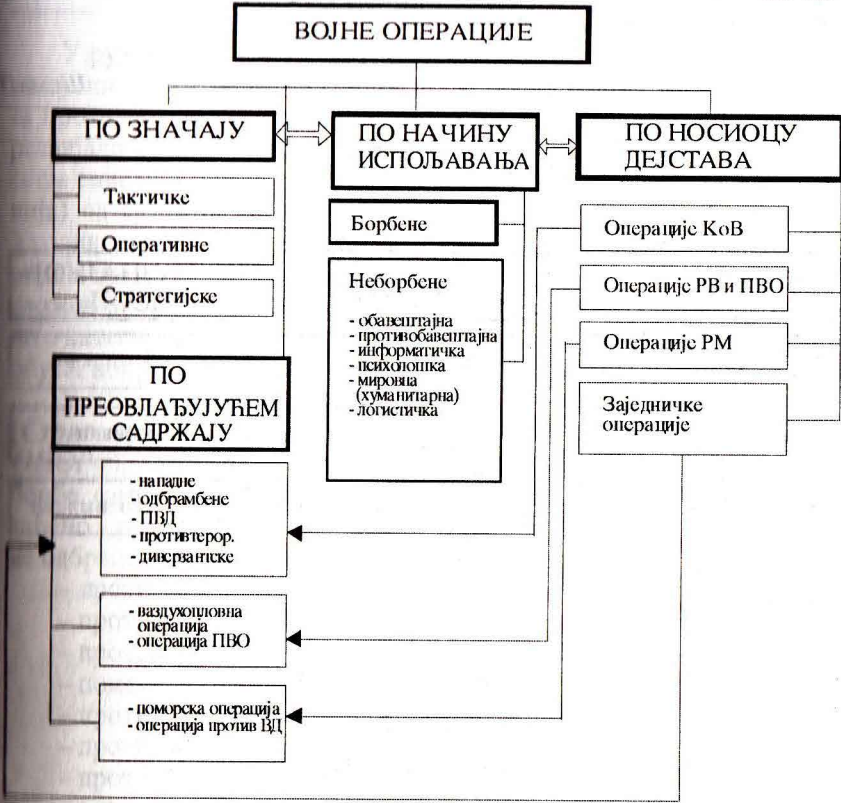 ВОЈНЕ ОПЕРАЦИЈЕ
ПО ЗНАЧАЈУ
Тактичке
Оперативне
Стратегијске
ПО НАЧИНУ
ИСПОЉАВАЊА
Борбене
Неборбене
- обавештајна
- противобавештајна
- информатичка
- психолошка
- мировна
(хуманитарна)
- логистичка
ПО НОСИОЦУ
ДЕЈСТАВА
Операције КоВ
Операције РВ и ПВО
Операције РМ
Заједничке
операције
ПО
ПРЕОВЛАЂУЈУЋЕМ
САДРЖАЈУ
- нападне
- одбрамбене
- ПВД
- противтерор.
- диверзантске
- ваздухопловна
операција
- операција ПВО
- поморска операција
- операција против ВД